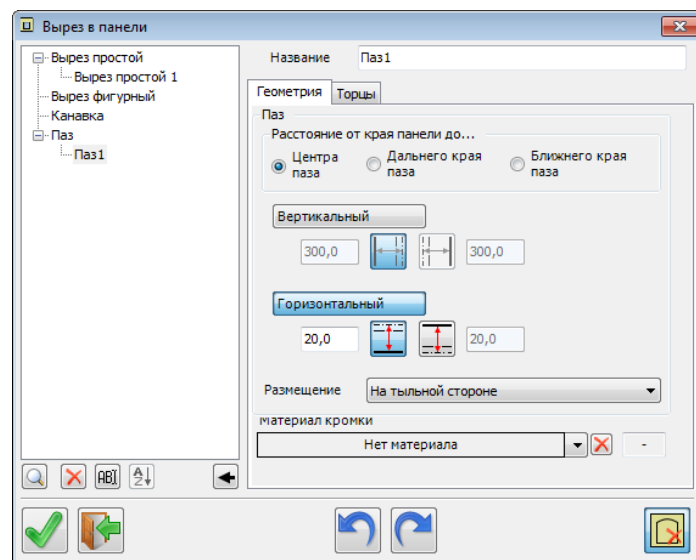 Вырез в панели
Вырез простой
Вырез простой 1
Вырез фигурный
Канавка
Паз
Паз1
Название Паз1
Геометрия Торцы
Паз
Расстояние от края панели до...
Центра паза
Дальнего края паза
Ближнего края паза
Вертикальный
300,0 300,0
Горизонтальный
20,0 20,0
Размещение На тыльной стороне
Материал кромки
Нет материала -
AB
A
Z